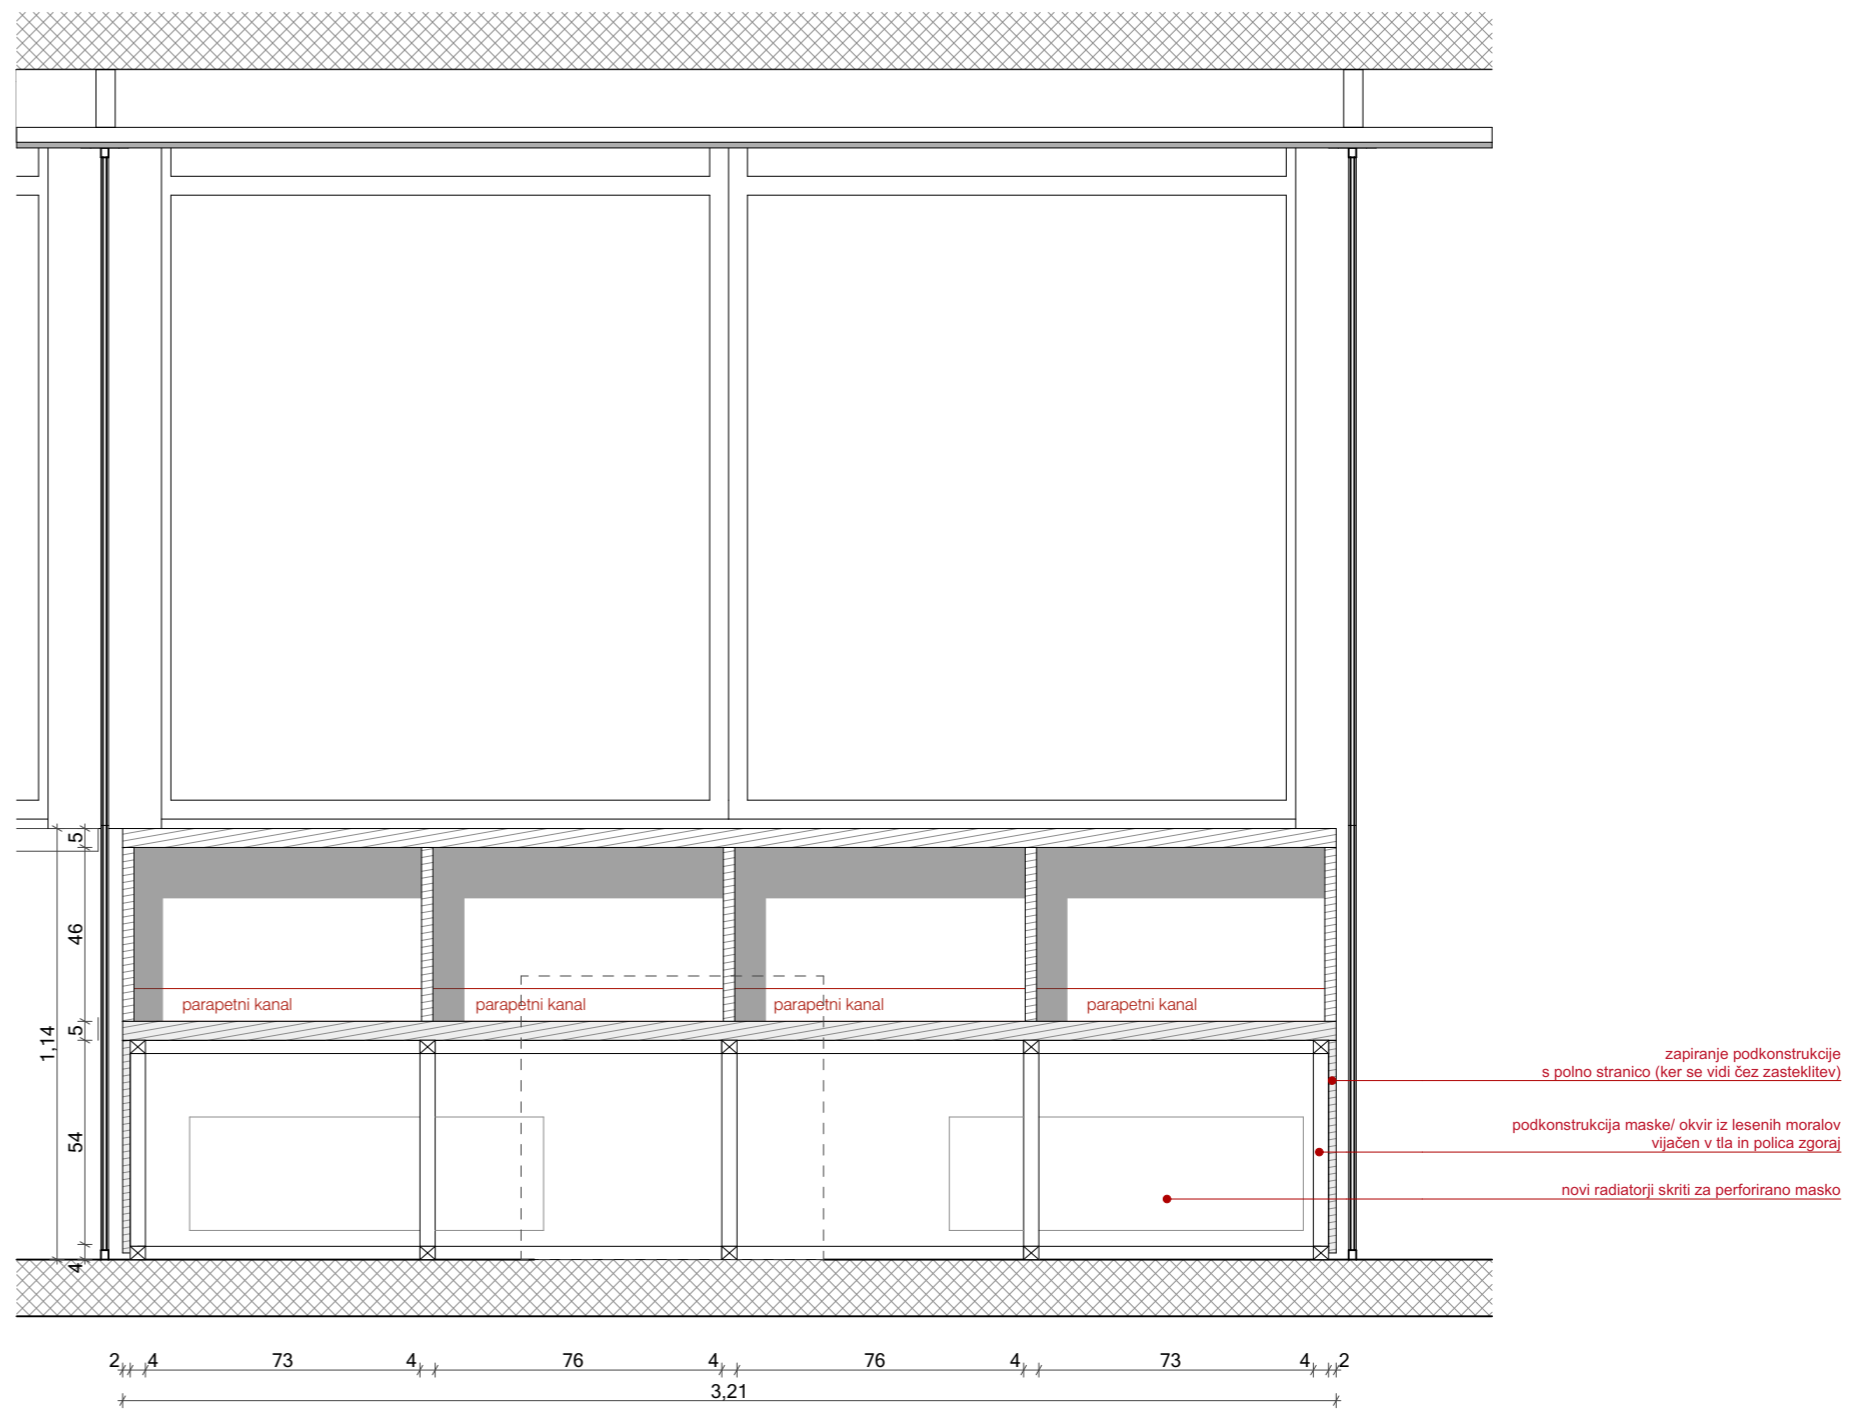 5
46
parapetni kanal parapetni kanal parapetni kanal parapetni kanal
5
1,14
zapiranje podkonstrukcije
s polno stranico (ker se vidi čez zasteklitev)
54
podkonstrukcija maske/ okvir iz lesenih moralov
vijačen v tla in polica zgoraj
novi radiatorji skriti za perforirano masko
4
2 4 73 4 76 4 76 4 73 4 2
3,21